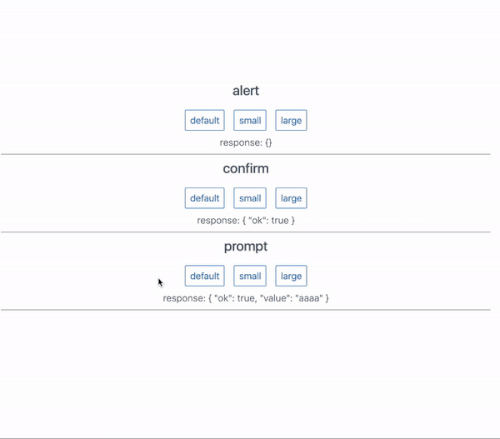 alert
default small large
response: {}
confirm
default small large
response: { "ok": true }
prompt
default small large
response: { "ok": true, "value": "aaaa" }